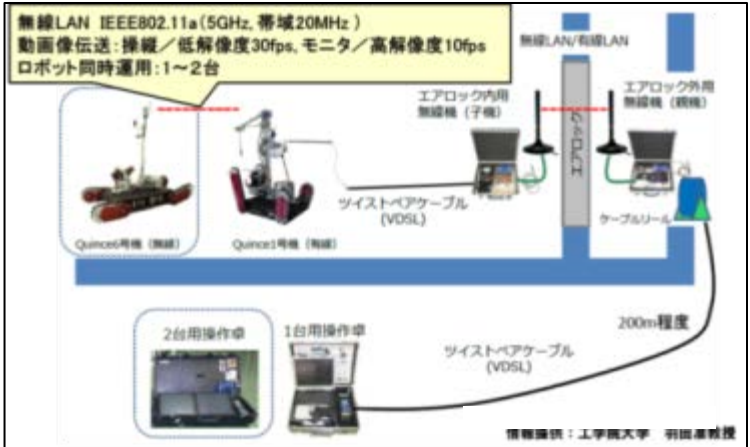 無線LAN IEEE802.11a（5GHz，帯域20MHz）
動画像伝送：操縦／低解像度30fps，モニタ／高解像度10fps
ロボット同時運用：1～2台
無線LAN/有線LAN
エアロック内用
無線機（子機）
エアロック外用
無線機（親機）
エアロック
ツイストペアケーブル
(VDSL)
ケーブルリール
Quince6号機（無線）
Quince1号機（有線）
200m程度
2台用操作卓
1台用操作卓
ツイストペアケーブル
(VDSL)
情報提供：工学院大学 羽田准教授